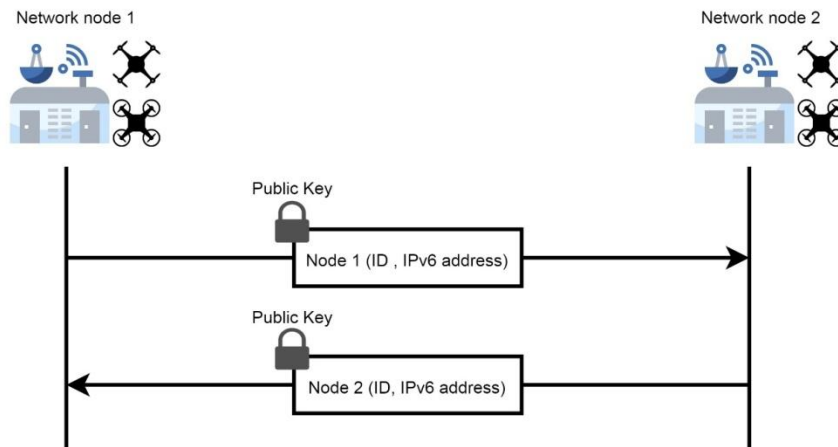 Network node 1
Network node 2
Public Key
Node 1 (ID , IPv6 address)
Public Key
Node 2 (ID, IPv6 address)